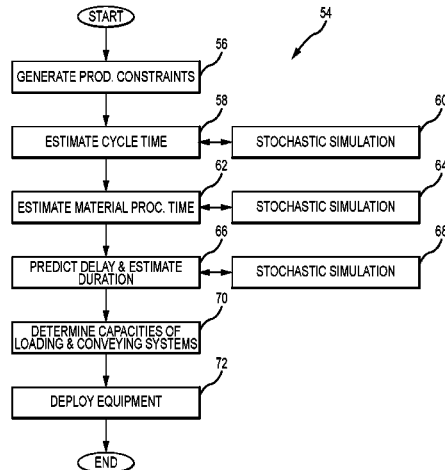 START
54
56
GENERATE PROD. CONSTRAINTS
58
60
ESTIMATE CYCLE TIME
STOCHASTIC SIMULATION
62
64
ESTIMATE MATERIAL PROC. TIME
STOCHASTIC SIMULATION
66
68
PREDICT DELAY & ESTIMATE
DURATION
STOCHASTIC SIMULATION
70
DETERMINE CAPACITIES OF
LOADING & CONVEYING SYSTEMS
72
DEPLOY EQUIPMENT
END